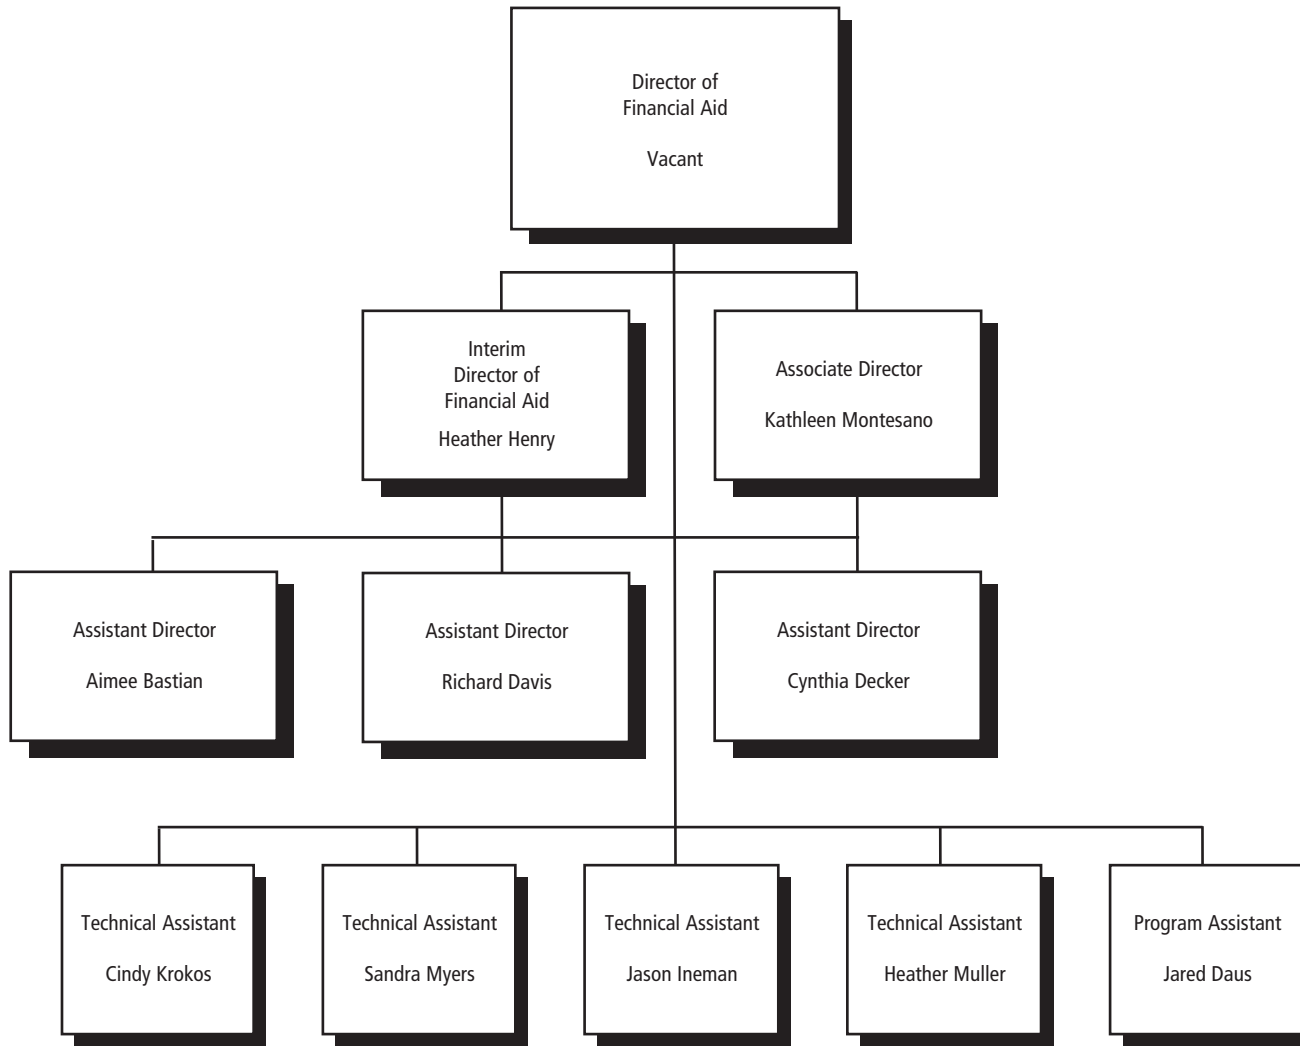 Director of
Financial Aid
Vacant
Interim
Director of
Financial Aid
Heather Henry
Associate Director
Kathleen Montesano
Assistant Director
Aimee Bastian
Assistant Director
Richard Davis
Assistant Director
Cynthia Decker
Technical Assistant
Cindy Krokos
Technical Assistant
Sandra Myers
Technical Assistant
Jason Ineman
Technical Assistant
Heather Muller
Program Assistant
Jared Daus